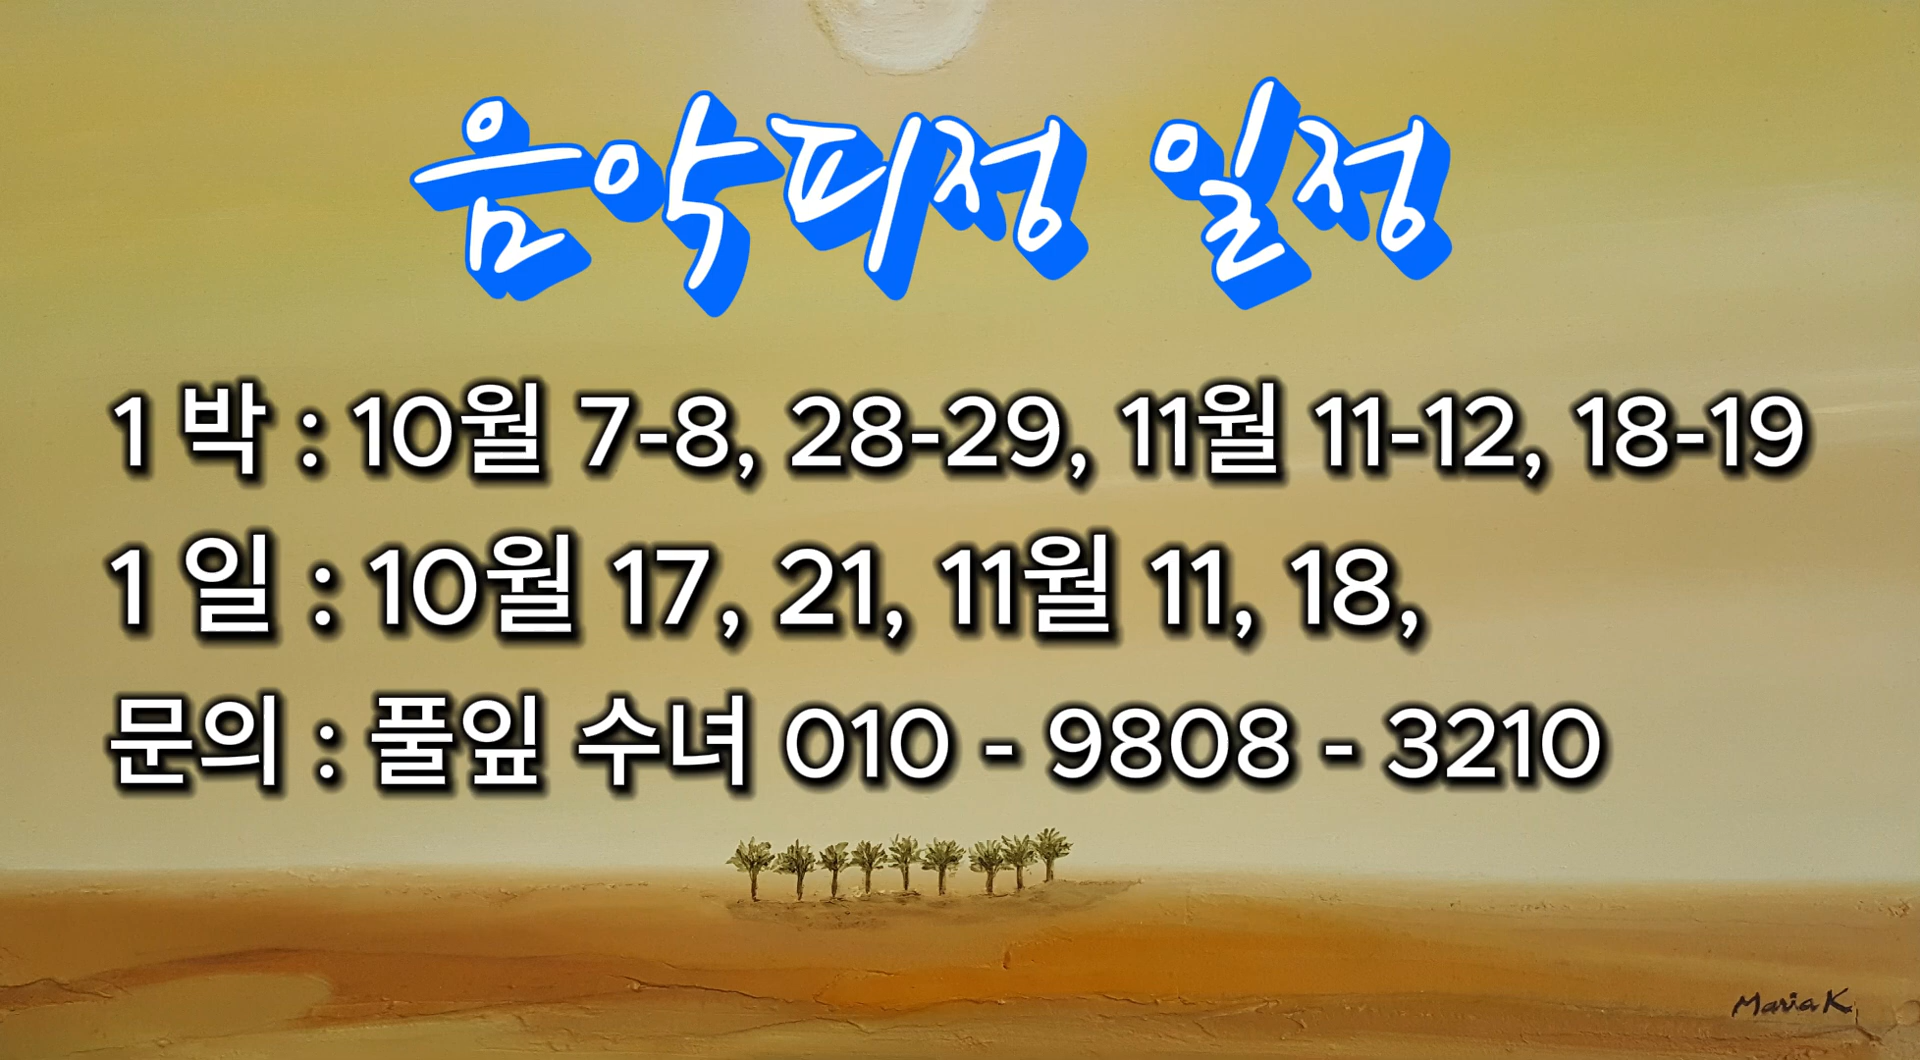 음악피정 일정
1 박 : 10월 7-8, 28-29, 11월 11-12, 18-19
1 일 : 10월 17, 21, 11월 11, 18,
문의 : 풀잎 수녀 010 - 9808 - 3210
Maria K